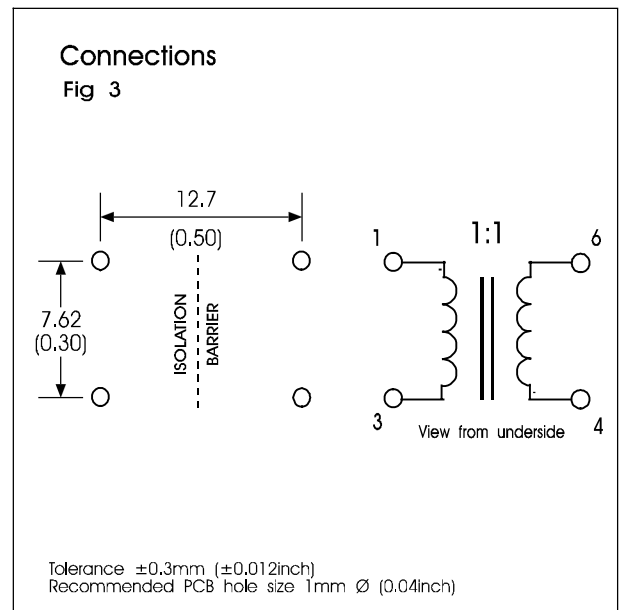 Connections
Fig 3
12.7
(0.50)
7.62
(0.30)
ISOLATION
BARRIER
1
1:1
6
3
View from underside
4
Tolerance ±0.3mm (±0.012inch)
Recommended PCB hole size 1mm Ø (0.04inch)